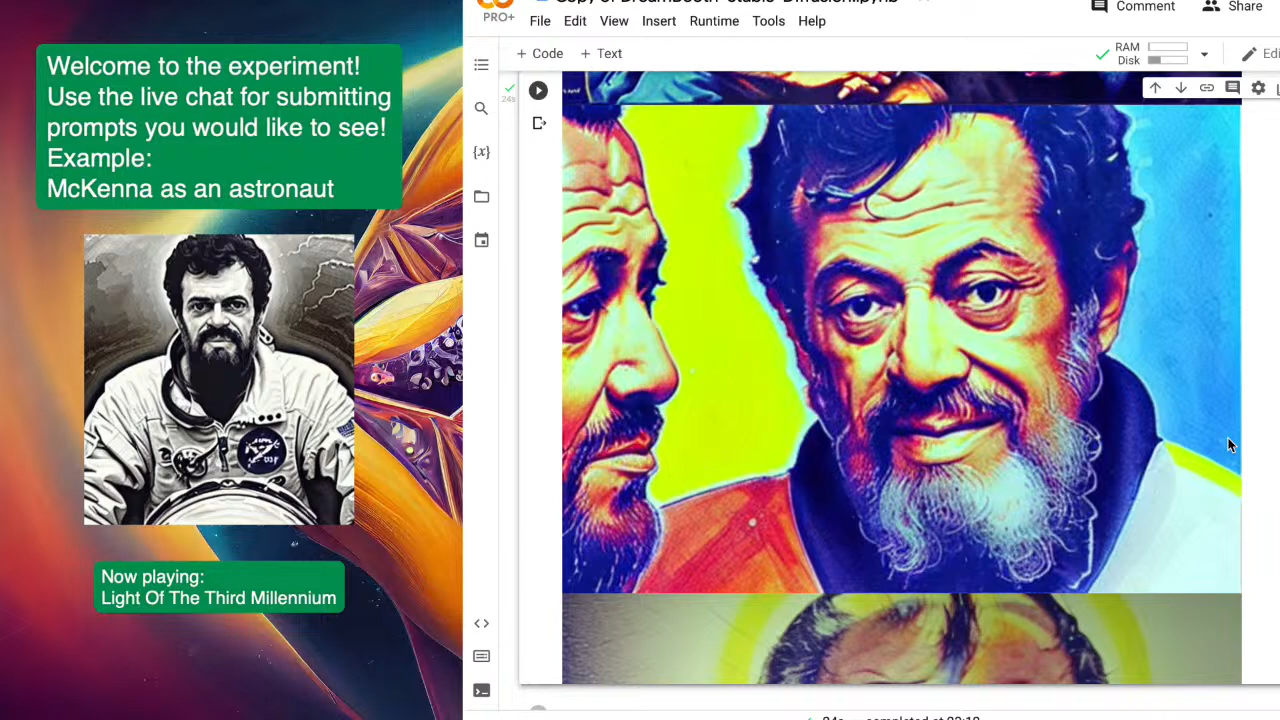 Welcome to the experiment!
Use the live chat for submitting
prompts you would like to see!
Example:
McKenna as an astronaut
Now playing:
Light Of The Third Millennium
PRO+
File Edit View Insert Runtime Tools Help
Comment Share
+ Code + Text
RAM
Disk
24s
{x}